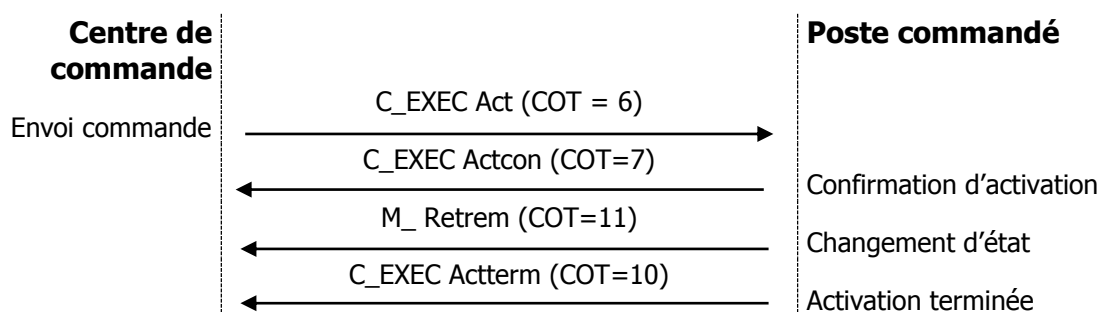 Centre de
commande
Poste commandé
C_EXEC Act (COT = 6)
Envoi commande
C_EXEC Actcon (COT=7)
Confirmation d’activation
M_ Retrem (COT=11)
Changement d’état
C_EXEC Actterm (COT=10)
Activation terminée